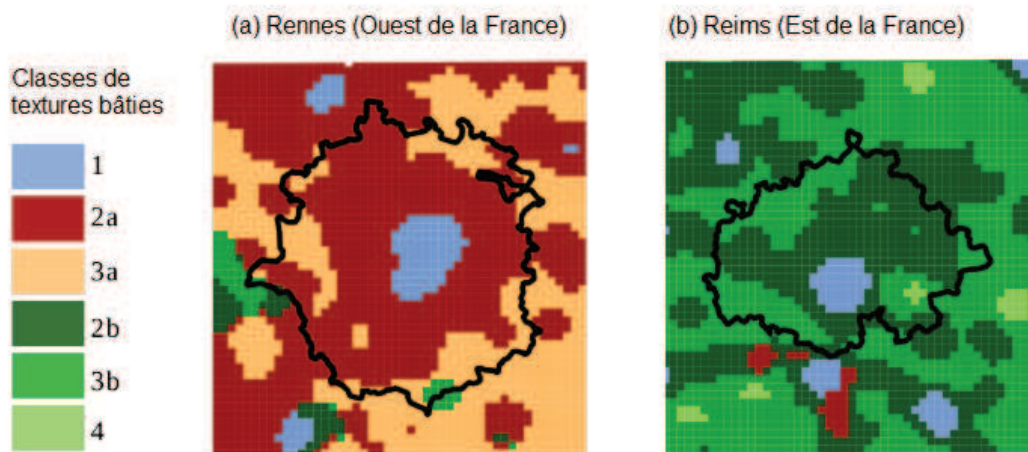 (a) Rennes (Ouest de la France)
(b) Reims (Est de la France)
Classes de
textures bâties
1
2a
3a
2b
3b
4